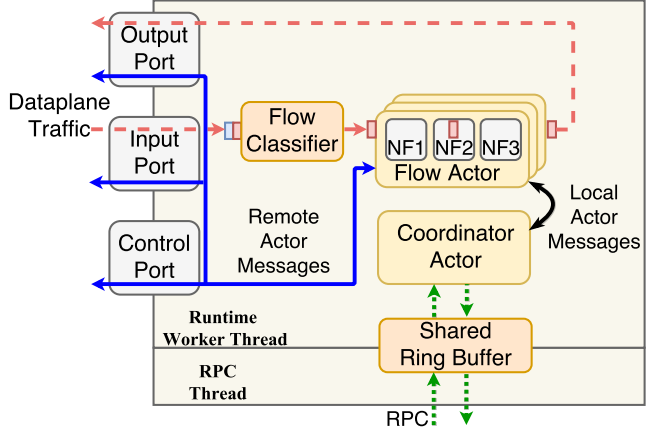 Output
Port
Dataplane
Traffic
Input
Port
Flow
Classifier
NF1
NF2
NF3
Flow Actor
Local
Actor
Messages
Remote
Actor
Messages
Control
Port
Coordinator
Actor
Runtime
Worker Thread
Shared
Ring Buffer
RPC
Thread
RPC